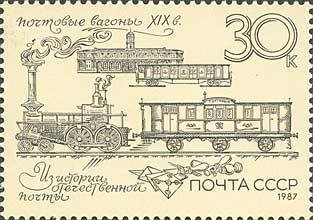 почтовые вагоны XIX в.
30 к
Из истории
отечественной
почты
ПОЧТА СССР
1987